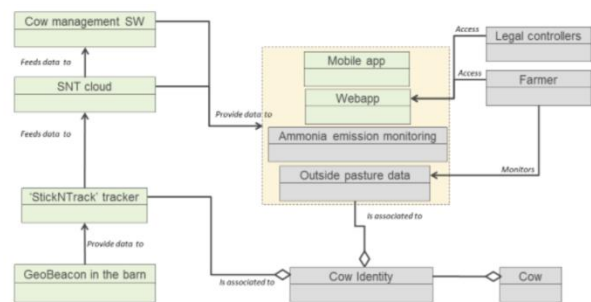 Cow management SW
Legal controllers
Access
Feeds data to
Mobile app
Access
Farmer
SNT cloud
Webapp
Provide data to
Ammonia emission monitoring
Feeds data to
Outside pasture data
Monitors
'StickNTrack' tracker
Is associated to
Provide data to
GeoBeacon in the barn
Is associated to
Cow Identity
Cow